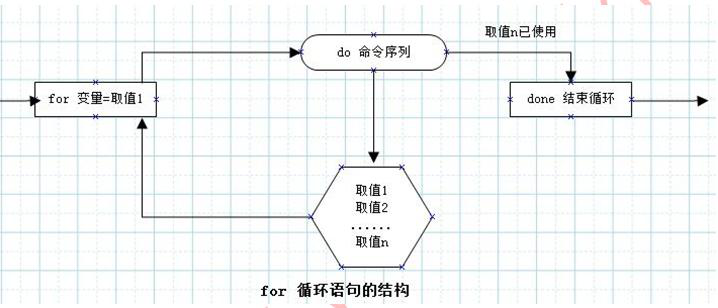 取值n已使用
do 命令序列
for 变量=取值1
done 结束循环
取值1
取值2
......
取值n
for 循环语句的结构